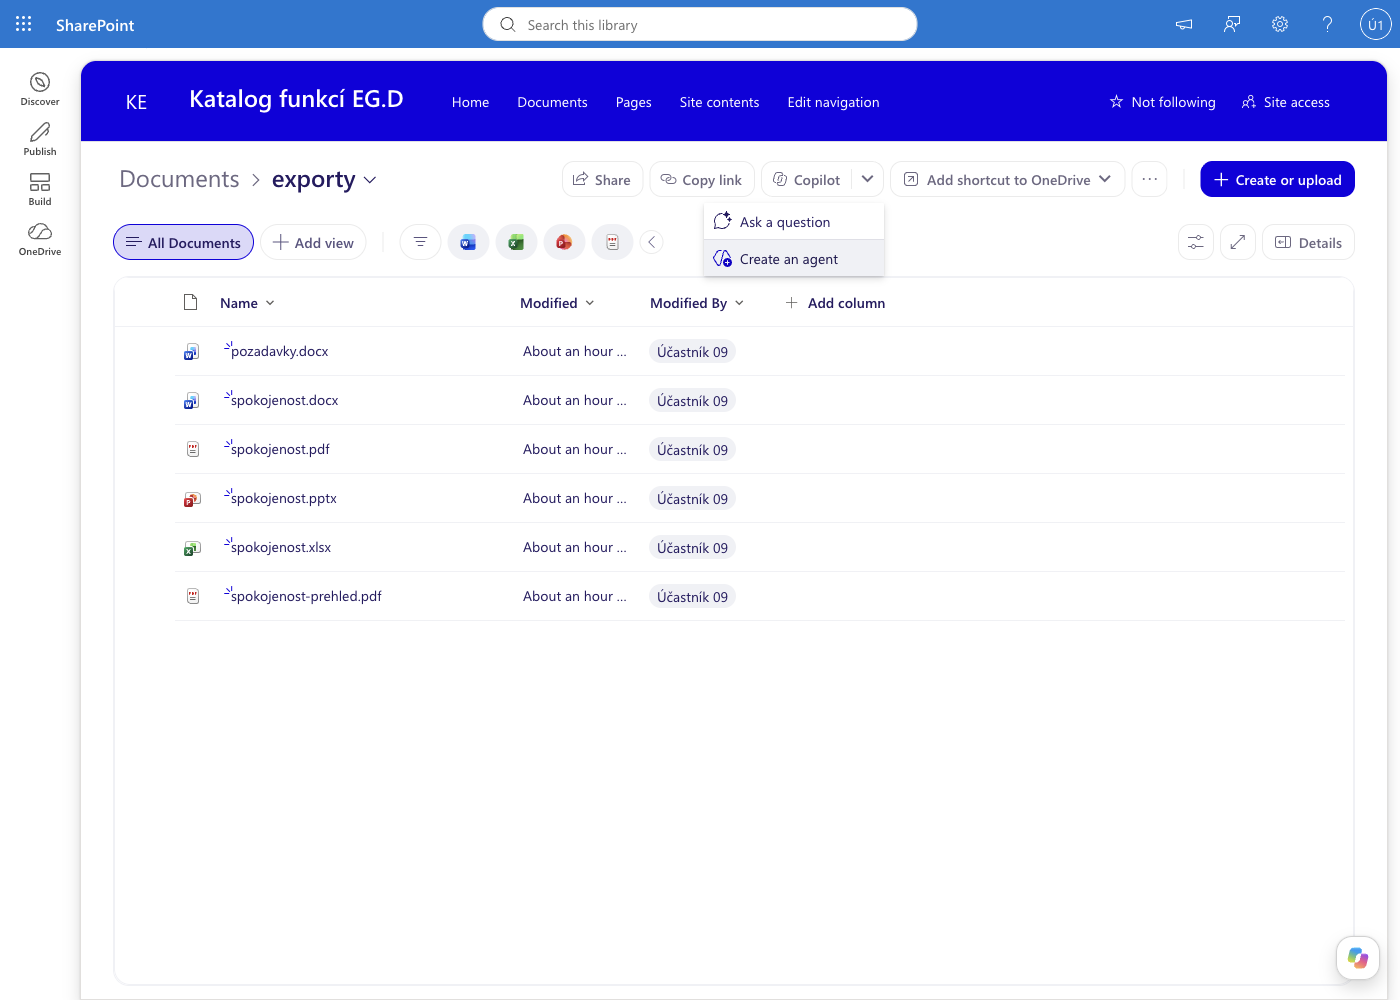 SharePoint
Search this library
Ú1
Discover
Publish
Build
OneDrive
KE
Katalog funkcí EG.D
Home
Documents
Pages
Site contents
Edit navigation
Not following
Site access
Documents
exporty
Share
Copy link
Copilot
Add shortcut to OneDrive
Create or upload
Ask a question
Create an agent
All Documents
Add view
Details
Name
Modified
Modified By
Add column
pozadavky.docx
About an hour ...
Účastník 09
spokojenost.docx
About an hour ...
Účastník 09
spokojenost.pdf
About an hour ...
Účastník 09
spokojenost.pptx
About an hour ...
Účastník 09
spokojenost.xlsx
About an hour ...
Účastník 09
spokojenost-prehled.pdf
About an hour ...
Účastník 09